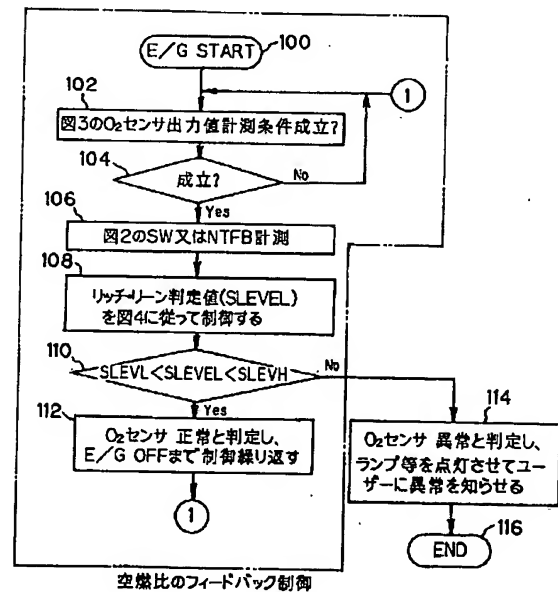 E/G START
100
1
102
図3のO₂センサ出力値計測条件成立?
104
成立?
No
Yes
106
図2のSW又はNTFB計測
108
リッチ・リーン判定値(SLEVEL)
を図4に従って制御する
110
SLEVL<SLEVEL<SLEVH
No
Yes
112
O₂センサ 正常と判定し、
E/G OFFまで制御繰り返す
1
114
O₂センサ 異常と判定し、
ランプ等を点灯させてユー
ザーに異常を知らせる
END
116
空燃比のフィードバック制御